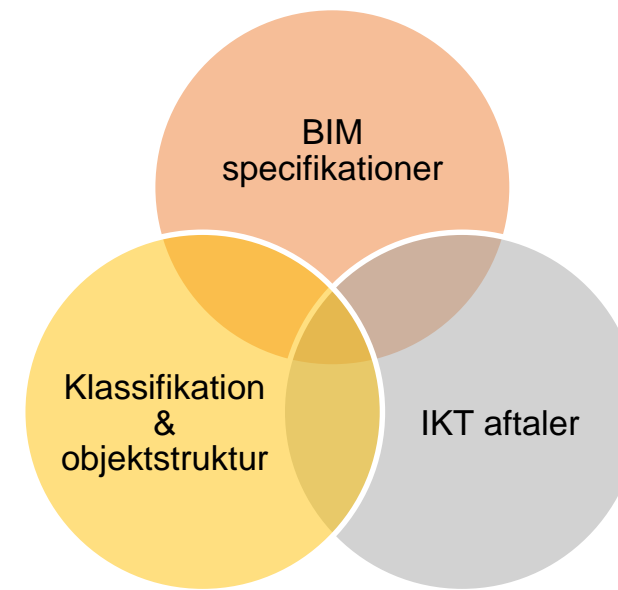 BIM
specifikationer
Klassifikation
&
objektstruktur
IKT aftaler